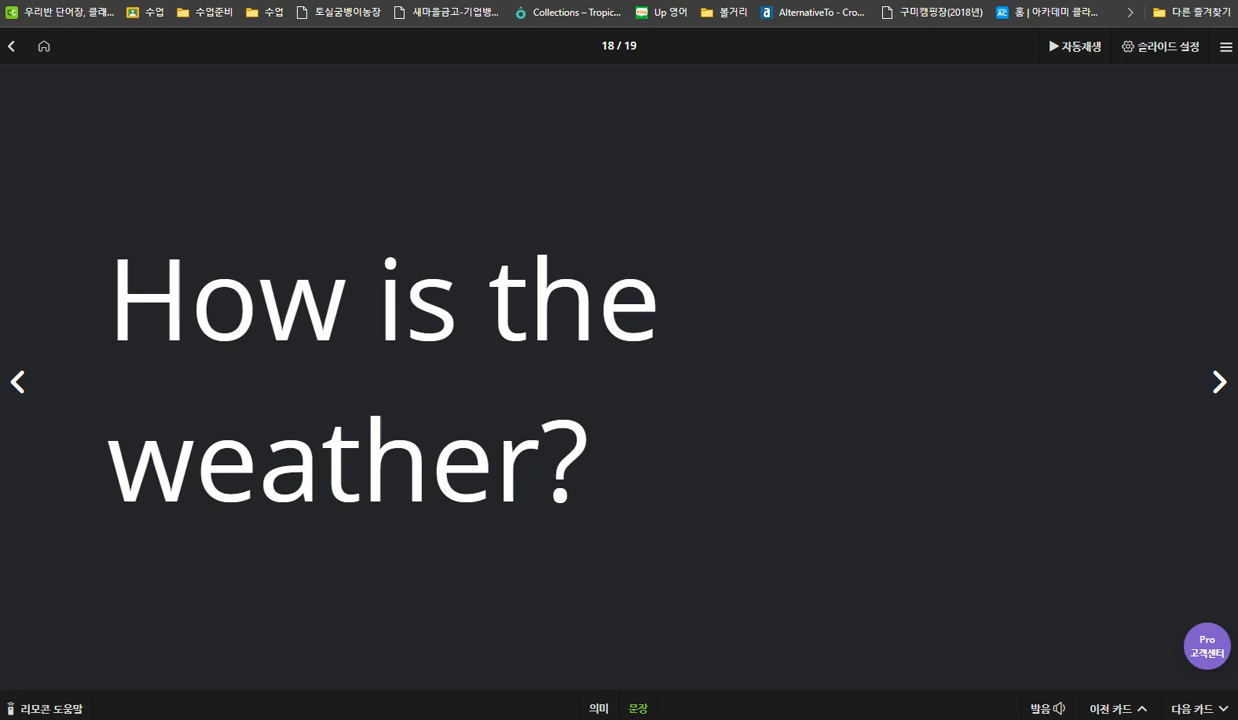 우리반 단어장, 클래... 수업 수업준비 수업 토실굼벵이농장 새마을금고-기업뱅... Collections – Tropic... Up 영어 볼거리 AlternativeTo - Cro... 구미캠핑장(2018년) 홈 | 아카데미 클라... 다른 즐겨찾기
18 / 19 자동재생 슬라이드 설정
How is the
weather?
Pro
고객센터
리모콘 도움말 의미 문장 발음 이전 카드 다음 카드